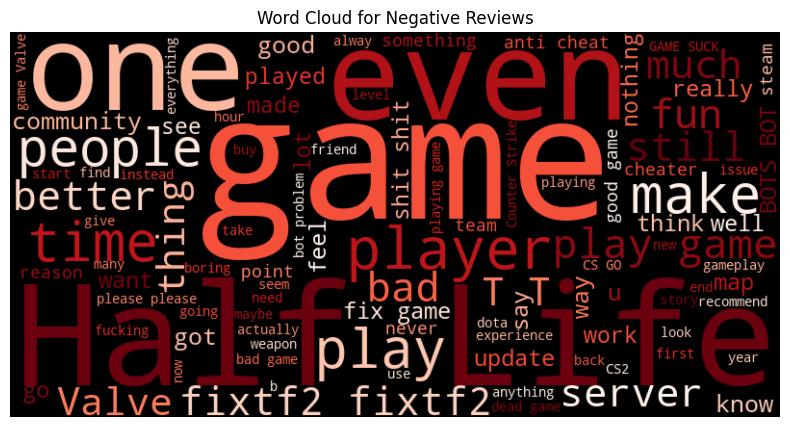 Word Cloud for Negative Reviews
game Valve
one
everything
good
alway
something
anti cheat
nothing
GAME SUCK
steam
played
even
level
much
really
made
community
hour
see
fun
people
game
buy
friend
lot
shit shit
playing game
Counter Strike
good game
still
cheater
issue
BOTS BOT
start
find
instead
playing
make
better
thing
take
bot problem
feel
team
think
well
give
time
player
play
game
new
many
boring
point
reason
want
seem
bad
T T
say
CS GO
way
u
map
gameplay
end
story
recommend
please please
going
need
fix game
Half Life
fucking
got
maybe
actually
weapon
never
dota
experience
work
look
first
year
now
bad game
play
use
update
back
CS2
go
Valve
b
fixtf2 fixtf2
anything
dead game
server
know